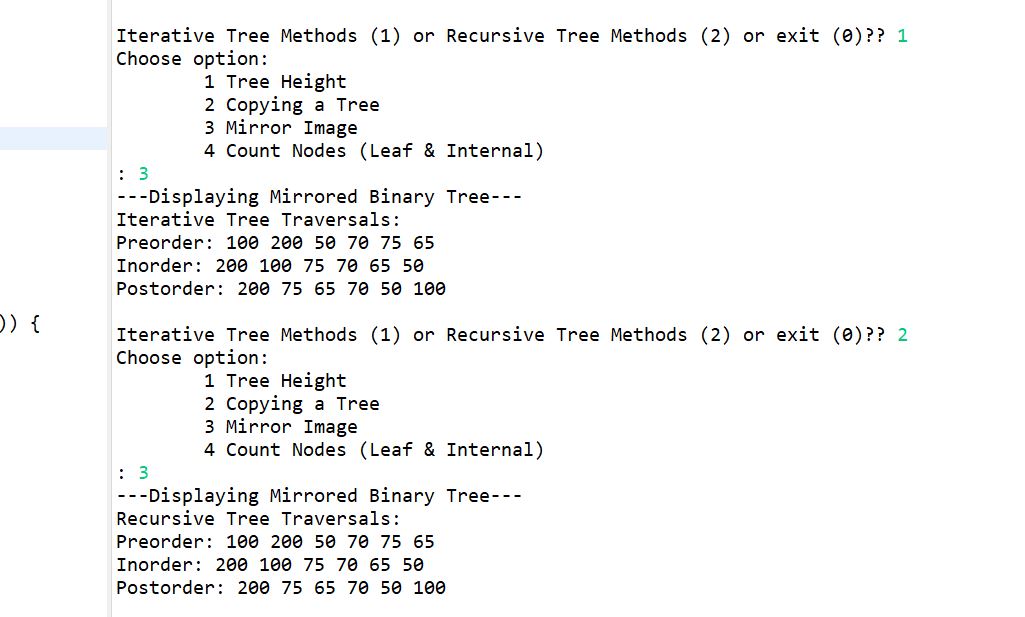 Iterative Tree Methods (1) or Recursive Tree Methods (2) or exit (0)?? 1
Choose option:
1 Tree Height
2 Copying a Tree
3 Mirror Image
4 Count Nodes (Leaf & Internal)
: 3
---Displaying Mirrored Binary Tree---
Iterative Tree Traversals:
Preorder: 100 200 50 70 75 65
Inorder: 200 100 75 70 65 50
Postorder: 200 75 65 70 50 100
)) {
Iterative Tree Methods (1) or Recursive Tree Methods (2) or exit (0)?? 2
Choose option:
1 Tree Height
2 Copying a Tree
3 Mirror Image
4 Count Nodes (Leaf & Internal)
: 3
---Displaying Mirrored Binary Tree---
Recursive Tree Traversals:
Preorder: 100 200 50 70 75 65
Inorder: 200 100 75 70 65 50
Postorder: 200 75 65 70 50 100